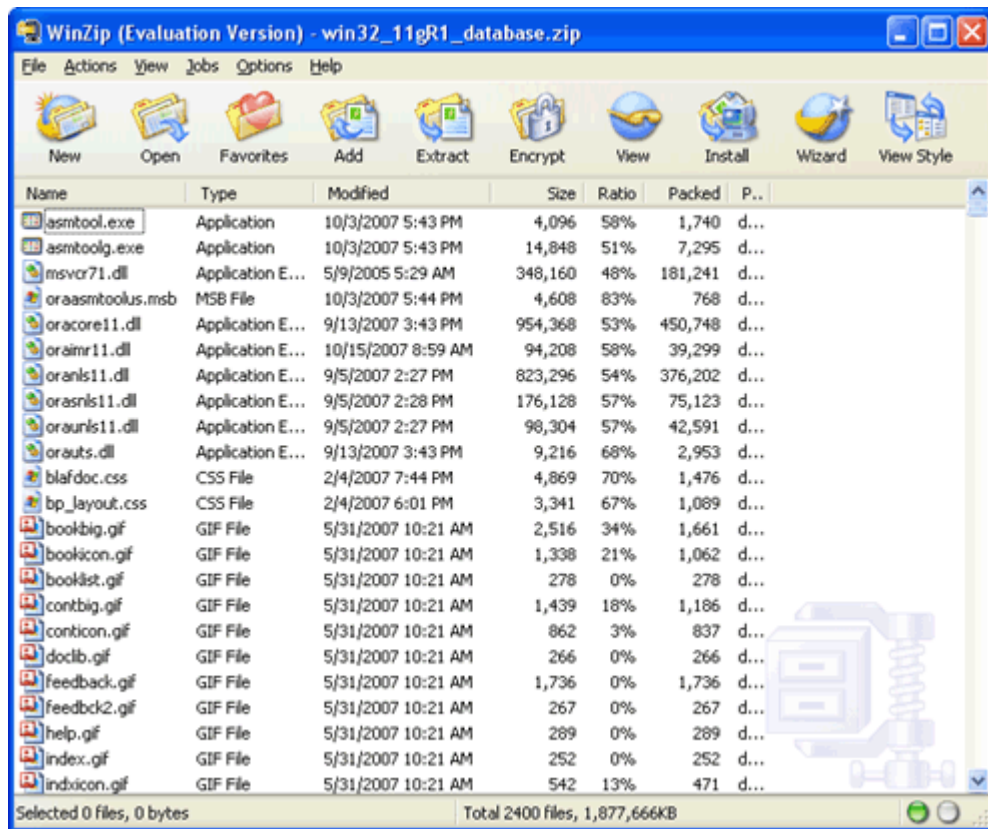 WinZip (Evaluation Version) - win32_11gR1_database.zip
File Actions View Jobs Options Help
New Open Favorites Add Extract Encrypt View Install Wizard View Style
Name Type Modified Size Ratio Packed P..
asmtool.exe Application 10/3/2007 5:43 PM 4,096 58% 1,740 d...
asmtoolg.exe Application 10/3/2007 5:43 PM 14,848 51% 7,295 d...
msvcr71.dll Application E... 5/9/2005 5:29 AM 348,160 48% 181,241 d...
oraasmtoolus.msb MSB File 10/3/2007 5:44 PM 4,608 83% 768 d...
oracore11.dll Application E... 9/13/2007 3:43 PM 954,368 53% 450,748 d...
oraimr11.dll Application E... 10/15/2007 8:59 AM 94,208 58% 39,299 d...
oranls11.dll Application E... 9/5/2007 2:27 PM 823,296 54% 376,202 d...
orasnls11.dll Application E... 9/5/2007 2:28 PM 176,128 57% 75,123 d...
oraunls11.dll Application E... 9/5/2007 2:27 PM 98,304 57% 42,591 d...
orauts.dll Application E... 9/13/2007 3:43 PM 9,216 68% 2,953 d...
blafdoc.css CSS File 2/4/2007 7:44 PM 4,869 70% 1,476 d...
bp_layout.css CSS File 2/4/2007 6:01 PM 3,341 67% 1,089 d...
bookbig.gif GIF File 5/31/2007 10:21 AM 2,516 34% 1,661 d...
bookicon.gif GIF File 5/31/2007 10:21 AM 1,338 21% 1,062 d...
booklist.gif GIF File 5/31/2007 10:21 AM 278 0% 278 d...
contbig.gif GIF File 5/31/2007 10:21 AM 1,439 18% 1,186 d...
conticon.gif GIF File 5/31/2007 10:21 AM 862 3% 837 d...
doclib.gif GIF File 5/31/2007 10:21 AM 266 0% 266 d...
feedback.gif GIF File 5/31/2007 10:21 AM 1,736 0% 1,736 d...
feedbck2.gif GIF File 5/31/2007 10:21 AM 267 0% 267 d...
help.gif GIF File 5/31/2007 10:21 AM 289 0% 289 d...
index.gif GIF File 5/31/2007 10:21 AM 252 0% 252 d...
indxicon.gif GIF File 5/31/2007 10:21 AM 542 13% 471 d...
Selected 0 files, 0 bytes Total 2400 files, 1,877,666KB